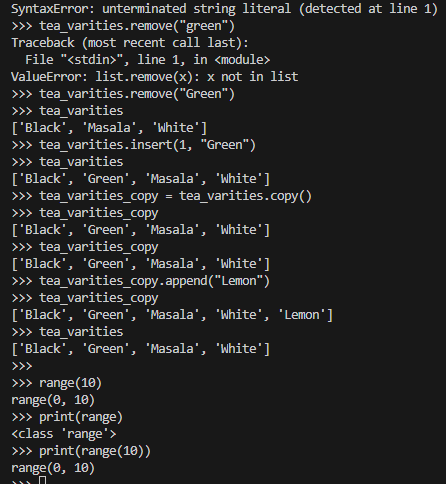 SyntaxError: unterminated string literal (detected at line 1)
>>> tea_varities.remove("green")
Traceback (most recent call last):
  File "<stdin>", line 1, in <module>
ValueError: list.remove(x): x not in list
>>> tea_varities.remove("Green")
>>> tea_varities
['Black', 'Masala', 'White']
>>> tea_varities.insert(1, "Green")
>>> tea_varities
['Black', 'Green', 'Masala', 'White']
>>> tea_varities_copy = tea_varities.copy()
>>> tea_varities_copy
['Black', 'Green', 'Masala', 'White']
>>> tea_varities_copy
['Black', 'Green', 'Masala', 'White']
>>> tea_varities_copy.append("Lemon")
>>> tea_varities_copy
['Black', 'Green', 'Masala', 'White', 'Lemon']
>>> tea_varities
['Black', 'Green', 'Masala', 'White']
>>>
>>> range(10)
range(0, 10)
>>> print(range)
<class 'range'>
>>> print(range(10))
range(0, 10)
>>>